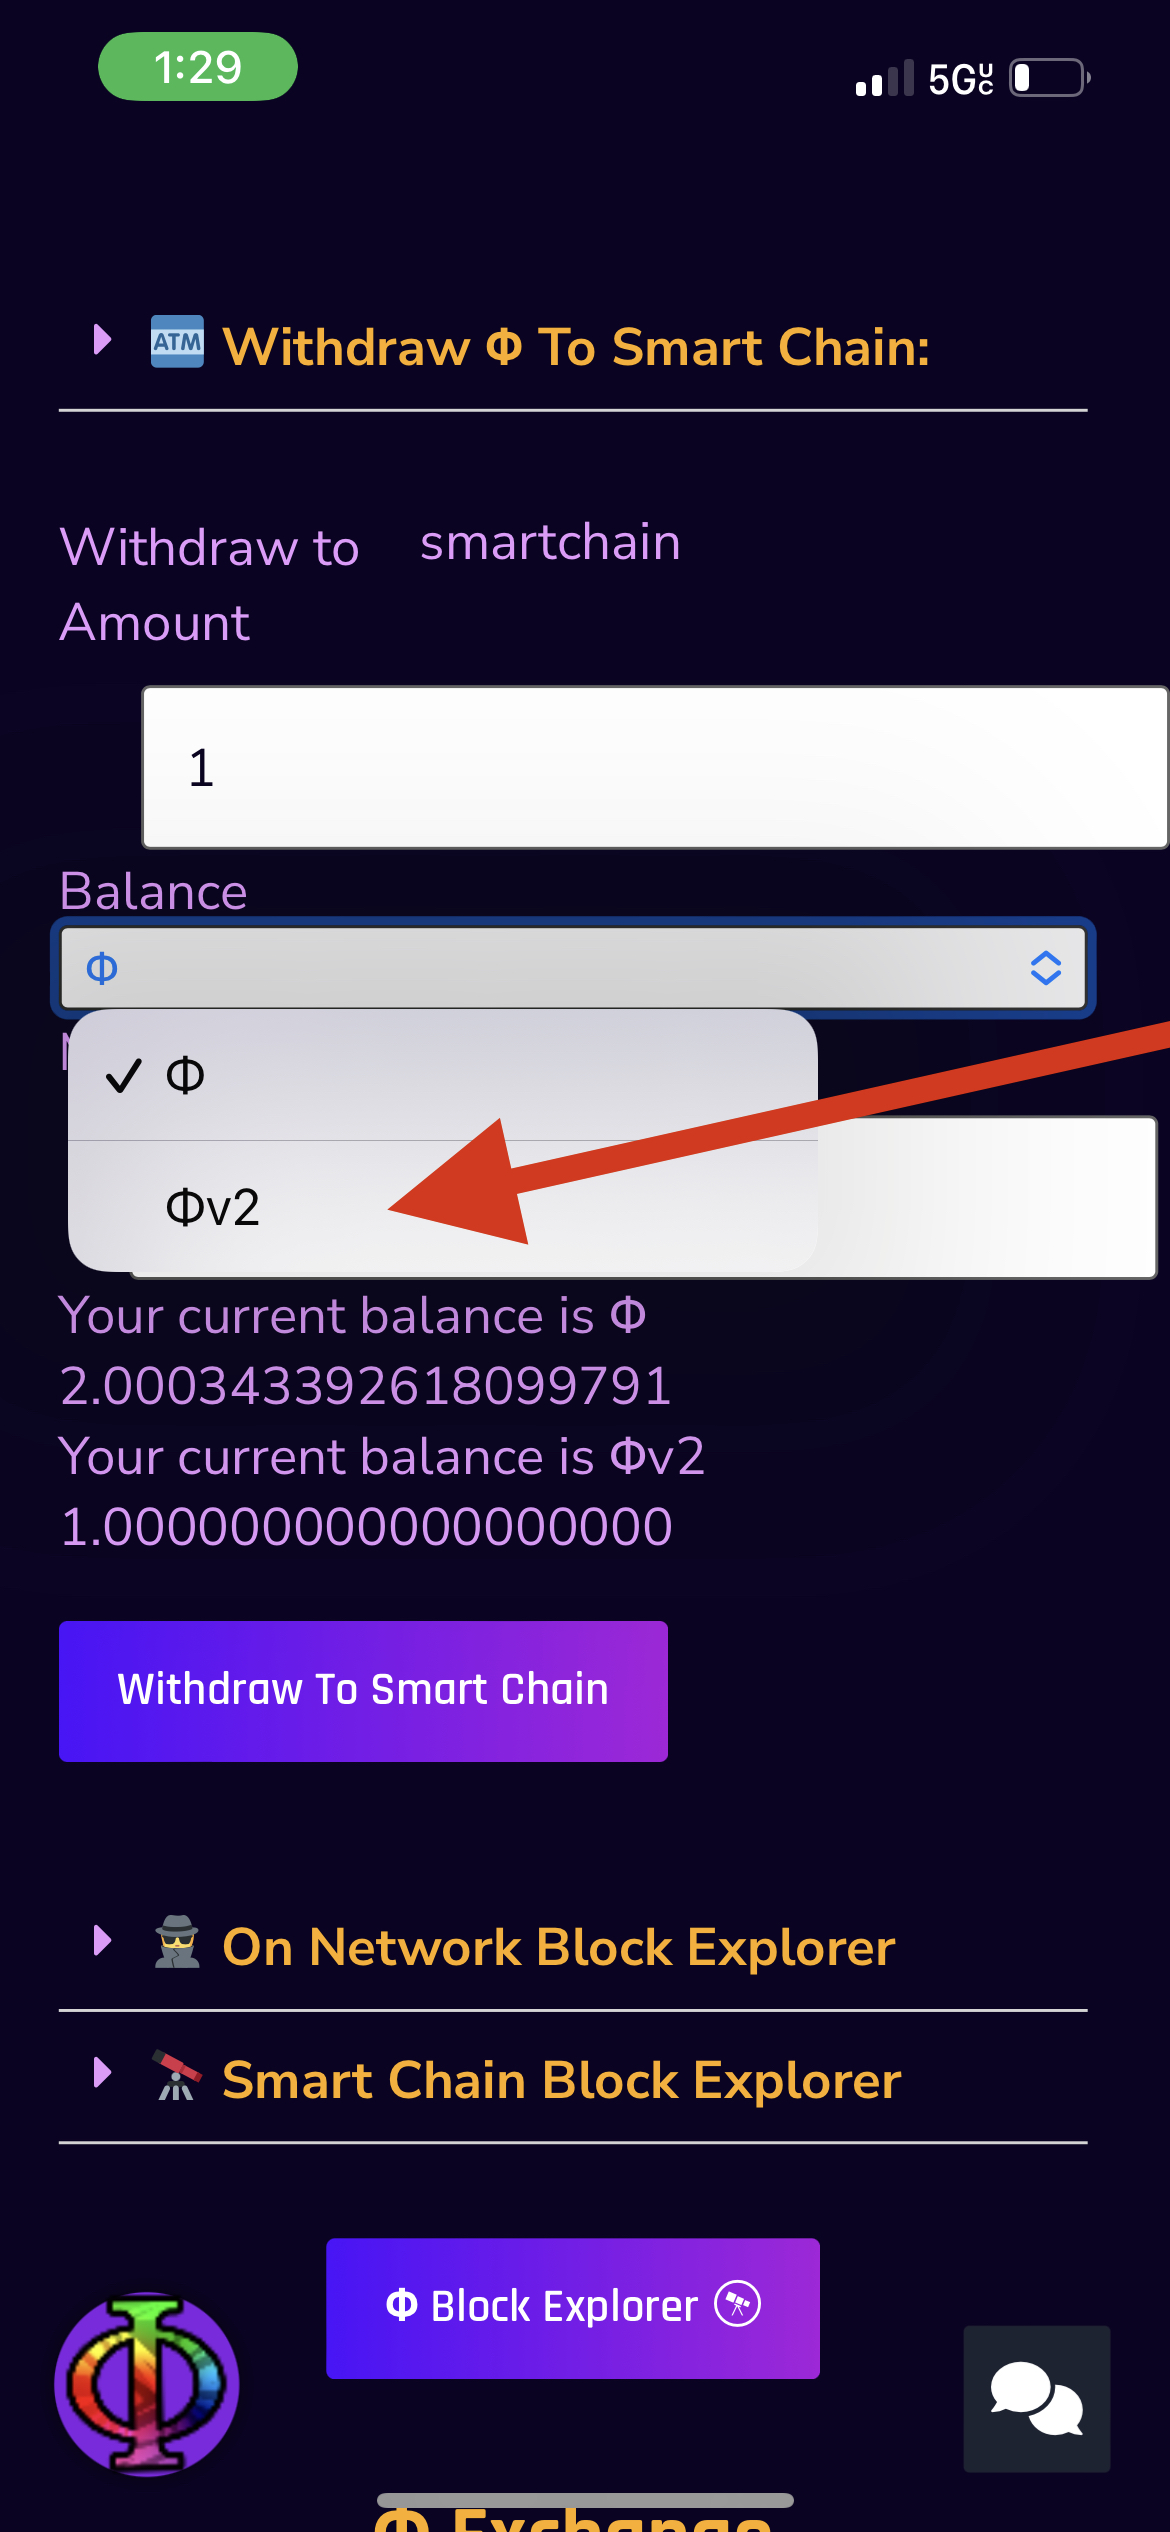 1:29
5G UC
ATM Withdraw Φ To Smart Chain:
Withdraw to smartchain
Amount
1
Balance
Φ
✓ Φ
Φv2
Your current balance is Φ
2.000343392618099791
Your current balance is Φv2
1.000000000000000000
Withdraw To Smart Chain
On Network Block Explorer
Smart Chain Block Explorer
Φ Block Explorer
Φ Exchange